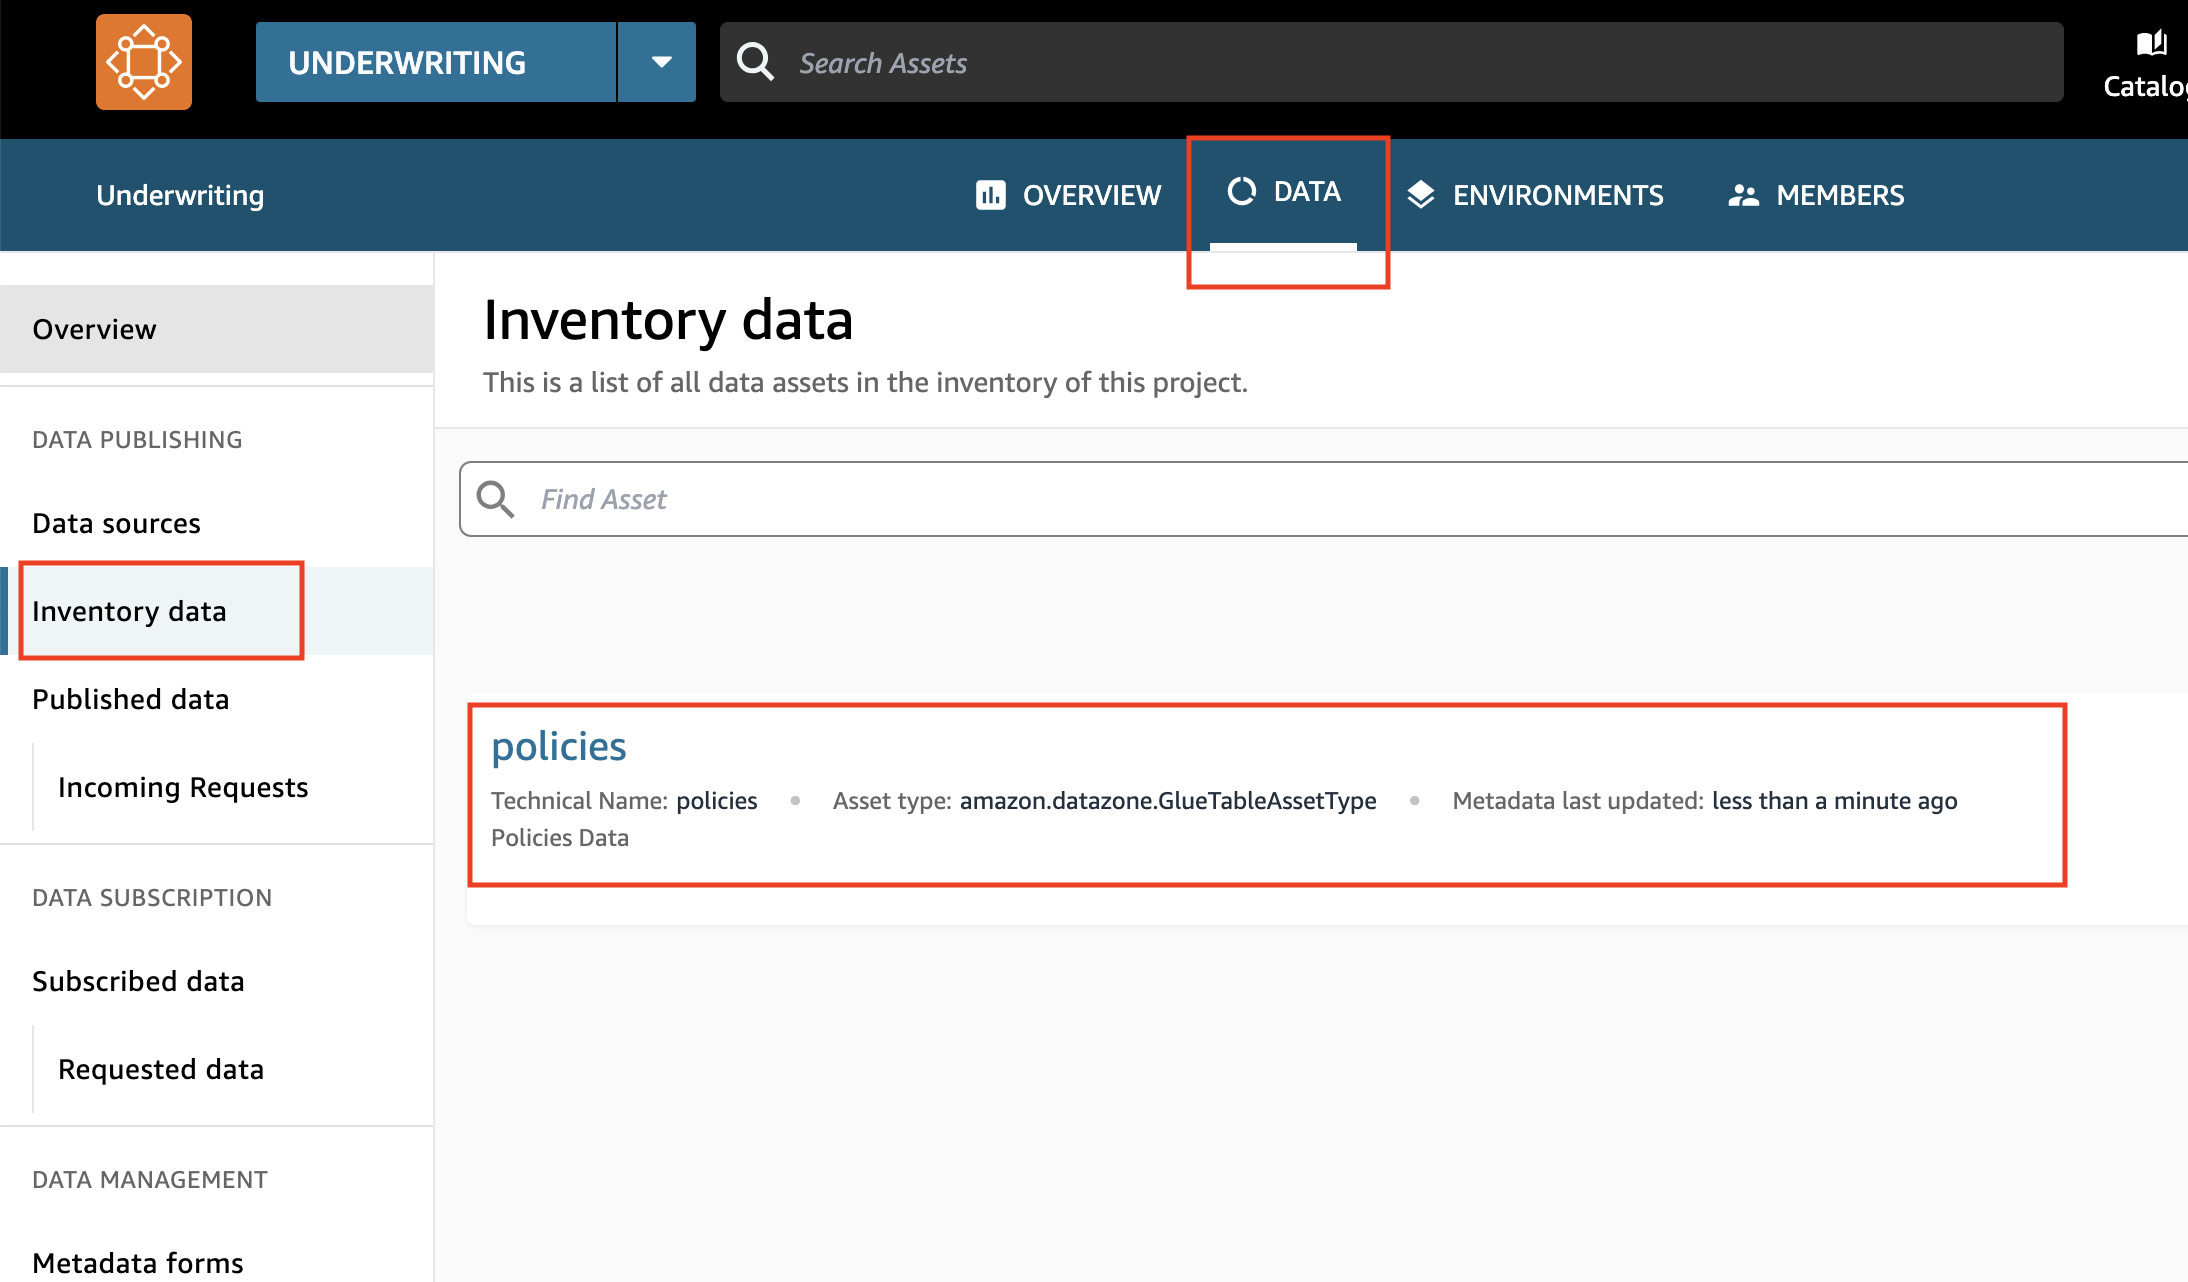 UNDERWRITING
Search Assets
Underwriting
OVERVIEW
DATA
ENVIRONMENTS
MEMBERS
Overview
DATA PUBLISHING
Data sources
Inventory data
Published data
Incoming Requests
DATA SUBSCRIPTION
Subscribed data
Requested data
DATA MANAGEMENT
Metadata forms
Inventory data
This is a list of all data assets in the inventory of this project.
Find Asset
policies
Technical Name: policies • Asset type: amazon.datazone.GlueTableAssetType • Metadata last updated: less than a minute ago
Policies Data